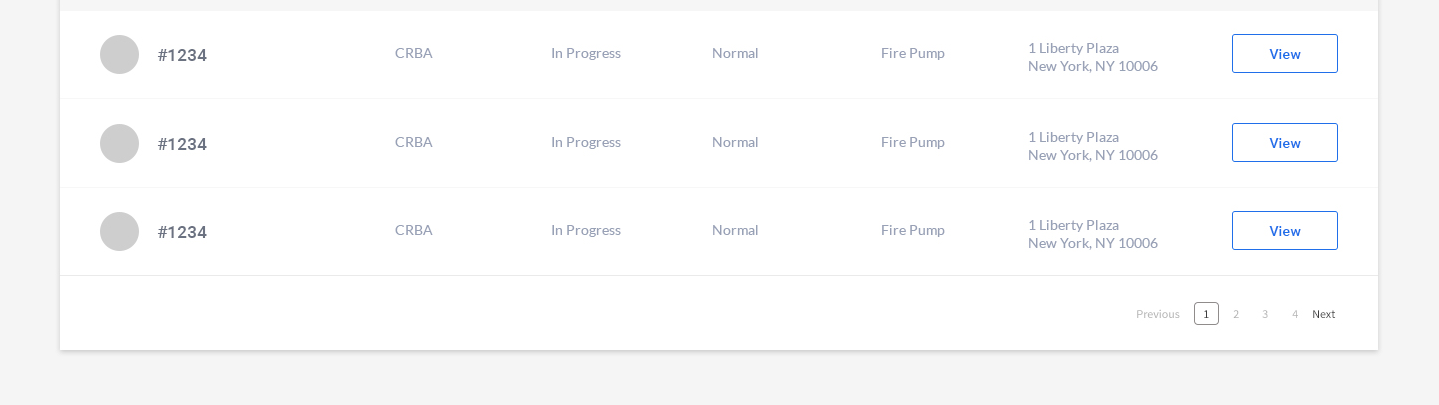 #1234 CRBA In Progress Normal Fire Pump 1 Liberty Plaza View
New York, NY 10006
#1234 CRBA In Progress Normal Fire Pump 1 Liberty Plaza View
New York, NY 10006
#1234 CRBA In Progress Normal Fire Pump 1 Liberty Plaza View
New York, NY 10006
Previous 1 2 3 4 Next